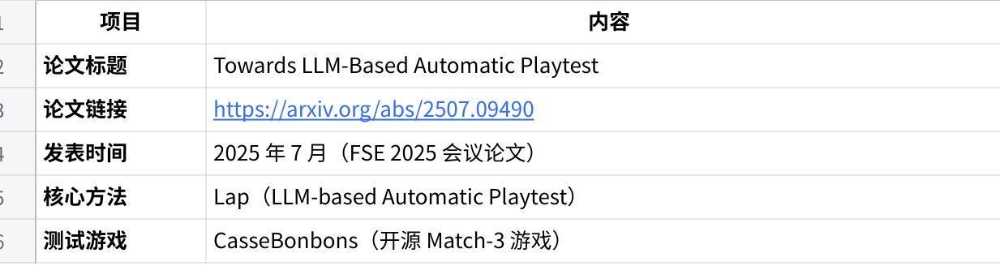 1 项目 内容
2 论文标题 Towards LLM-Based Automatic Playtest
3 论文链接 https://arxiv.org/abs/2507.09490
4 发表时间 2025 年 7 月（FSE 2025 会议论文）
5 核心方法 Lap（LLM-based Automatic Playtest）
6 测试游戏 CasseBonbons（开源 Match-3 游戏）